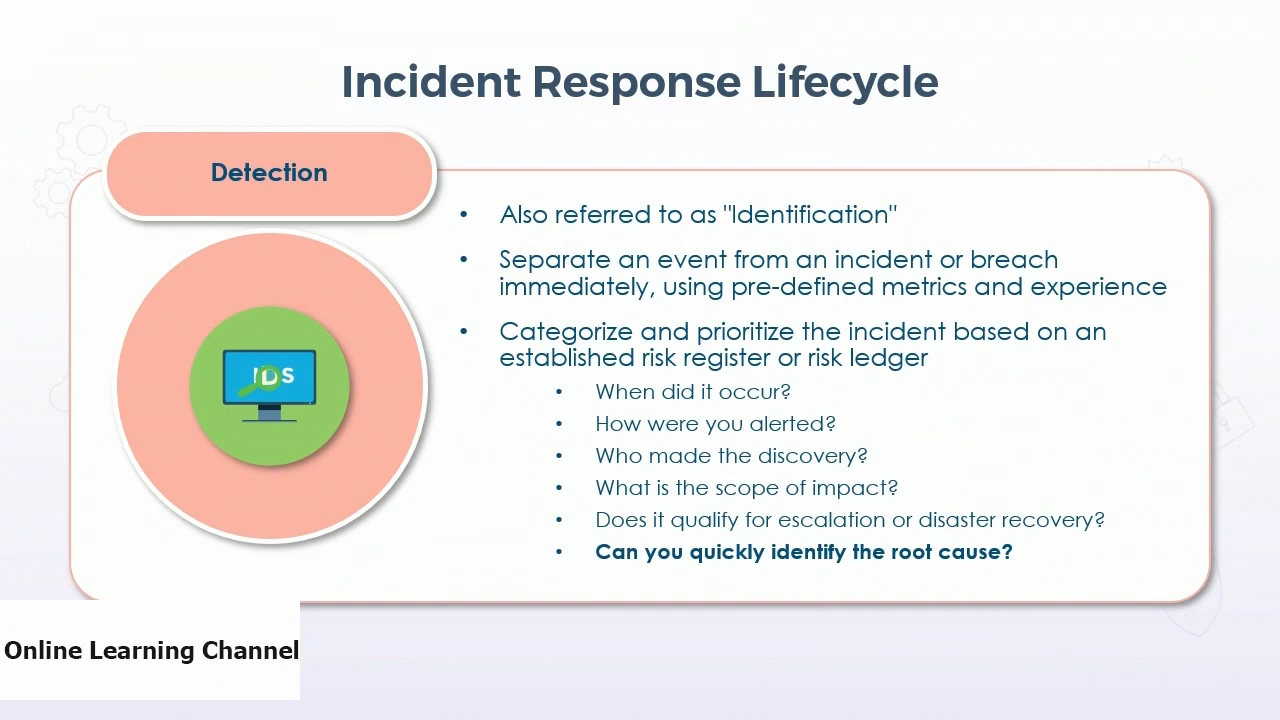 Incident Response Lifecycle
Detection
• Also referred to as "Identification"
• Separate an event from an incident or breach
immediately, using pre-defined metrics and experience
• Categorize and prioritize the incident based on an
established risk register or risk ledger
• When did it occur?
• How were you alerted?
• Who made the discovery?
• What is the scope of impact?
• Does it qualify for escalation or disaster recovery?
• Can you quickly identify the root cause?
IDS
Online Learning Channel